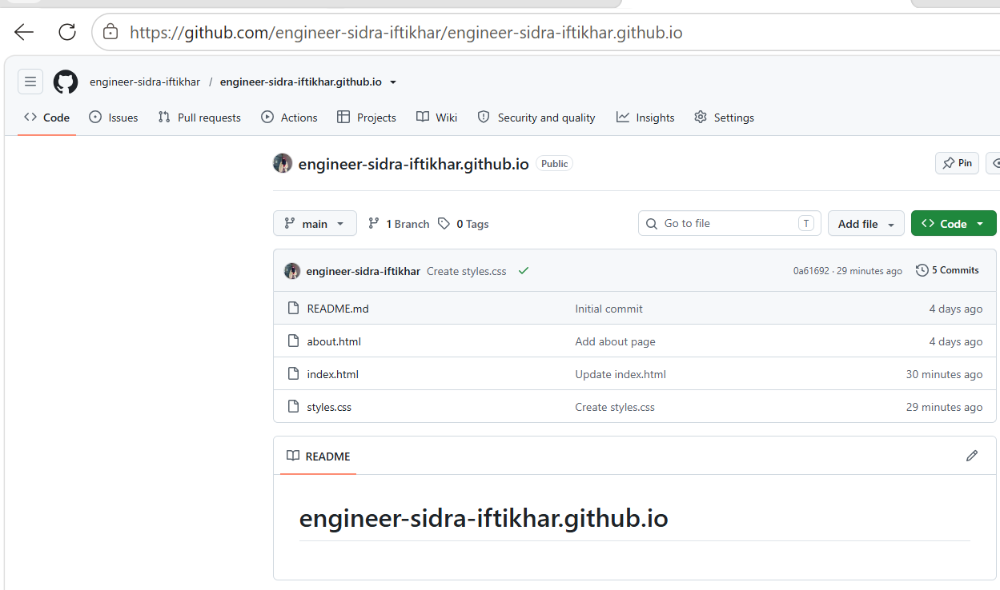 https://github.com/engineer-sidra-iftikhar/engineer-sidra-iftikhar.github.io
engineer-sidra-iftikhar / engineer-sidra-iftikhar.github.io
Code Issues Pull requests Actions Projects Wiki Security and quality Insights Settings
engineer-sidra-iftikhar.github.io Public Pin
main 1 Branch 0 Tags Go to file T Add file Code
engineer-sidra-iftikhar Create styles.css 0a61692 · 29 minutes ago 5 Commits
README.md Initial commit 4 days ago
about.html Add about page 4 days ago
index.html Update index.html 30 minutes ago
styles.css Create styles.css 29 minutes ago
README
engineer-sidra-iftikhar.github.io